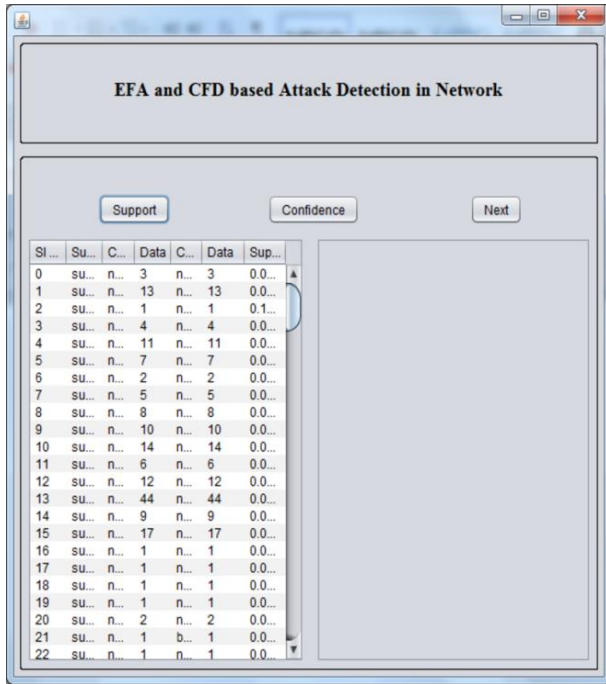 EFA and CFD based Attack Detection in Network
Support Confidence Next
Sl ... Su... C... Data C... Data Sup...
0 su... n... 3 n... 3 0.0...
1 su... n... 13 n... 13 0.0...
2 su... n... 1 n... 1 0.1...
3 su... n... 4 n... 4 0.0...
4 su... n... 11 n... 11 0.0...
5 su... n... 7 n... 7 0.0...
6 su... n... 2 n... 2 0.0...
7 su... n... 5 n... 5 0.0...
8 su... n... 8 n... 8 0.0...
9 su... n... 10 n... 10 0.0...
10 su... n... 14 n... 14 0.0...
11 su... n... 6 n... 6 0.0...
12 su... n... 12 n... 12 0.0...
13 su... n... 44 n... 44 0.0...
14 su... n... 9 n... 9 0.0...
15 su... n... 17 n... 17 0.0...
16 su... n... 1 n... 1 0.0...
17 su... n... 1 n... 1 0.0...
18 su... n... 1 n... 1 0.0...
19 su... n... 1 n... 1 0.0...
20 su... n... 2 n... 2 0.0...
21 su... n... 1 b... 1 0.0...
22 su... n... 1 n... 1 0.0...